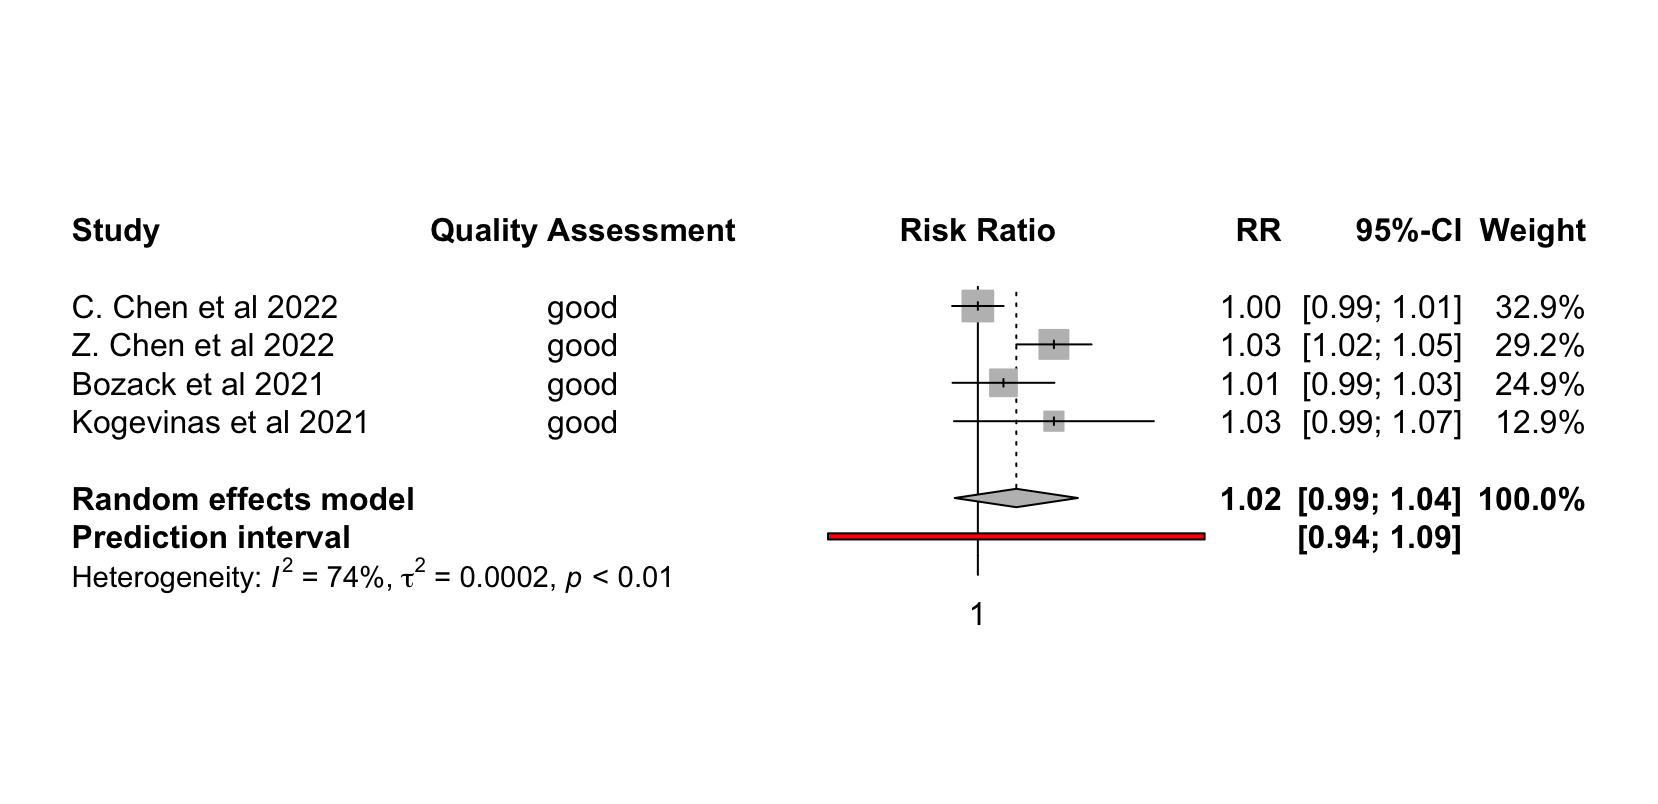 Study Quality Assessment Risk Ratio RR 95%-CI Weight
C. Chen et al 2022 good 1.00 [0.99; 1.01] 32.9%
Z. Chen et al 2022 good 1.03 [1.02; 1.05] 29.2%
Bozack et al 2021 good 1.01 [0.99; 1.03] 24.9%
Kogevinas et al 2021 good 1.03 [0.99; 1.07] 12.9%
Random effects model 1.02 [0.99; 1.04] 100.0%
Prediction interval [0.94; 1.09]
Heterogeneity: I² = 74%, τ² = 0.0002, p < 0.01
1